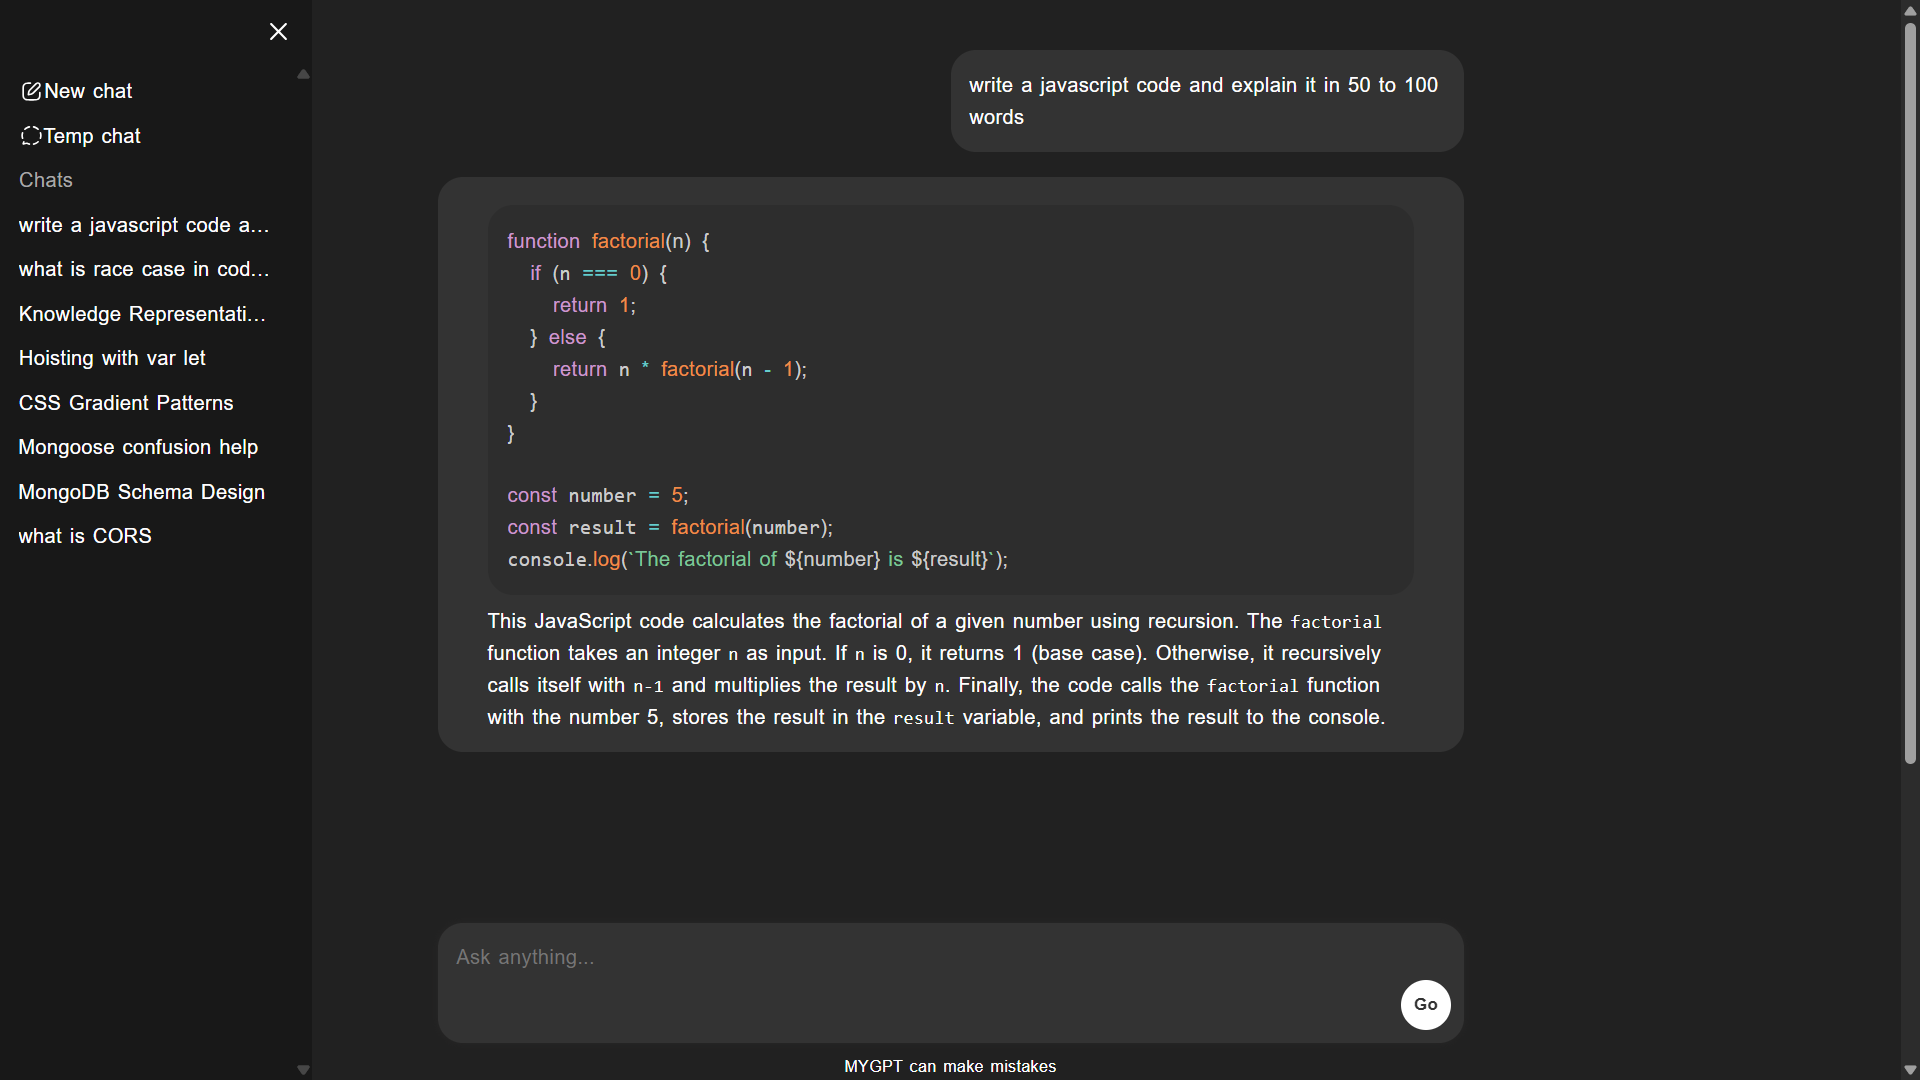 New chat
Temp chat
Chats
write a javascript code a...
what is race case in cod...
Knowledge Representati...
Hoisting with var let
CSS Gradient Patterns
Mongoose confusion help
MongoDB Schema Design
what is CORS
write a javascript code and explain it in 50 to 100
words
function factorial(n) {
  if (n === 0) {
    return 1;
  } else {
    return n * factorial(n - 1);
  }
}
const number = 5;
const result = factorial(number);
console.log(`The factorial of ${number} is ${result}`);
This JavaScript code calculates the factorial of a given number using recursion. The factorial
function takes an integer n as input. If n is 0, it returns 1 (base case). Otherwise, it recursively
calls itself with n-1 and multiplies the result by n. Finally, the code calls the factorial function
with the number 5, stores the result in the result variable, and prints the result to the console.
Ask anything...
Go
MYGPT can make mistakes